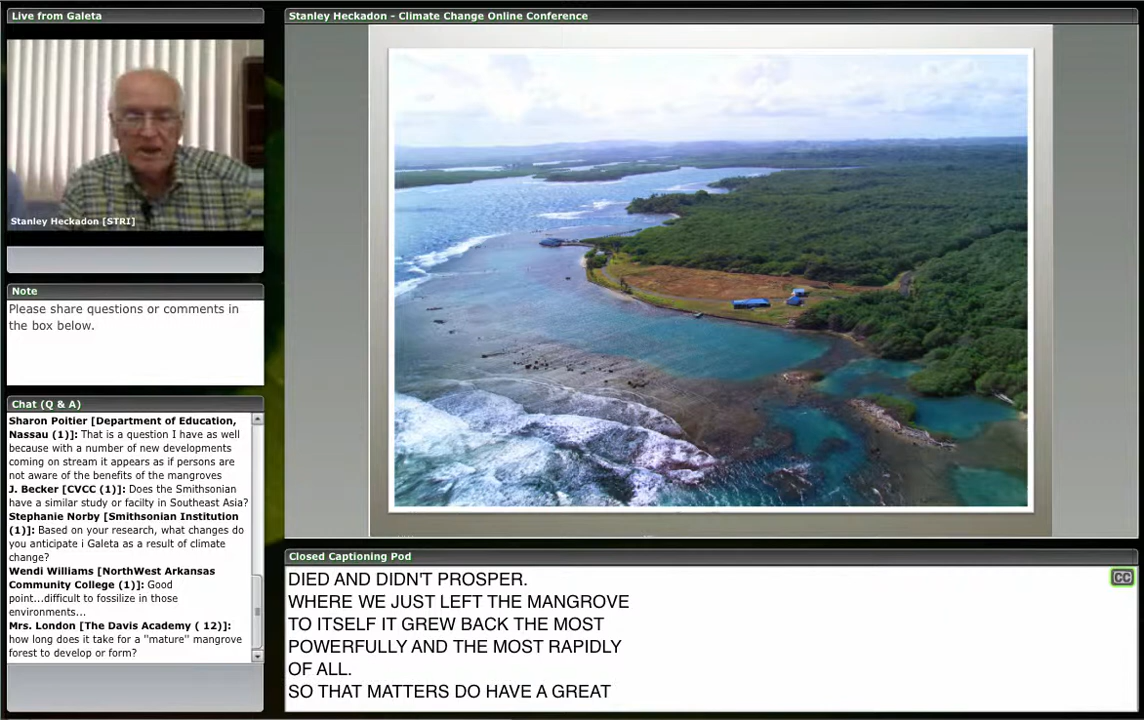 Live from Galeta
Stanley Heckadon [STRI]
Note
Please share questions or comments in
the box below.
Chat (Q & A)
Sharon Poitier [Department of Education,
Nassau (1)]: That is a question I have as well
because with a number of new developments
coming on stream it appears as if persons are
not aware of the benefits of the mangroves
J. Becker [CVCC (1)]: Does the Smithsonian
have a similar study or facilty in Southeast Asia?
Stephanie Norby [Smithsonian Institution
(1)]: Based on your research, what changes do
you anticipate i Galeta as a result of climate
change?
Wendi Williams [NorthWest Arkansas
Community College (1)]: Good
point...difficult to fossilize in those
environments...
Mrs. London [The Davis Academy ( 12)]:
how long does it take for a "mature" mangrove
forest to develop or form?
Stanley Heckadon - Climate Change Online Conference
Closed Captioning Pod
DIED AND DIDN'T PROSPER.
WHERE WE JUST LEFT THE MANGROVE
TO ITSELF IT GREW BACK THE MOST
POWERFULLY AND THE MOST RAPIDLY
OF ALL.
SO THAT MATTERS DO HAVE A GREAT
CC